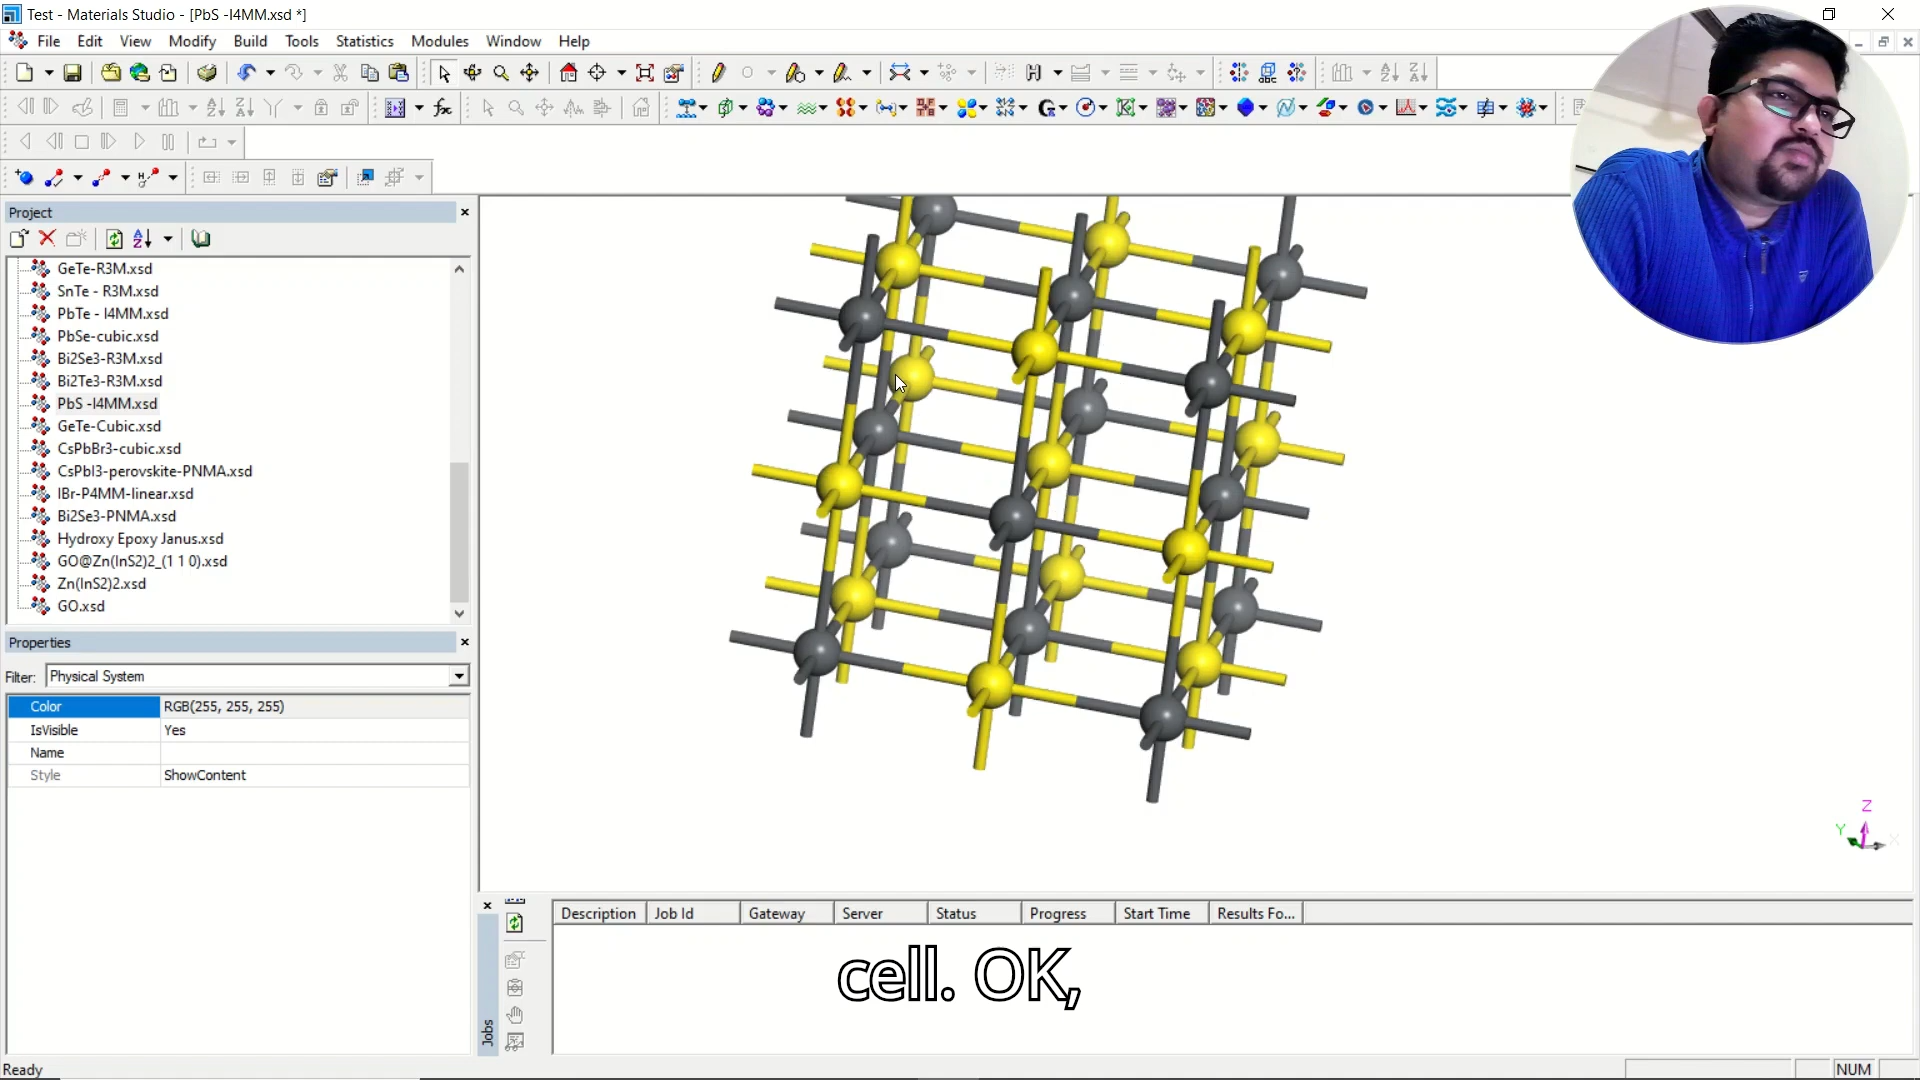 Test - Materials Studio - [PbS -I4MM.xsd *]
File Edit View Modify Build Tools Statistics Modules Window Help
Project
GeTe-R3M.xsd
SnTe - R3M.xsd
PbTe - I4MM.xsd
PbSe-cubic.xsd
Bi2Se3-R3M.xsd
Bi2Te3-R3M.xsd
PbS -I4MM.xsd
GeTe-Cubic.xsd
CsPbBr3-cubic.xsd
CsPbI3-perovskite-PNMA.xsd
IBr-P4MM-linear.xsd
Bi2Se3-PNMA.xsd
Hydroxy Epoxy Janus.xsd
GO@Zn(InS2)2_(1 1 0).xsd
Zn(InS2)2.xsd
GO.xsd
Properties
Filter: Physical System
Color RGB(255, 255, 255)
IsVisible Yes
Name
Style ShowContent
Z
Y X
Jobs
Description Job Id Gateway Server Status Progress Start Time Results Fo...
cell. OK,
Ready NUM